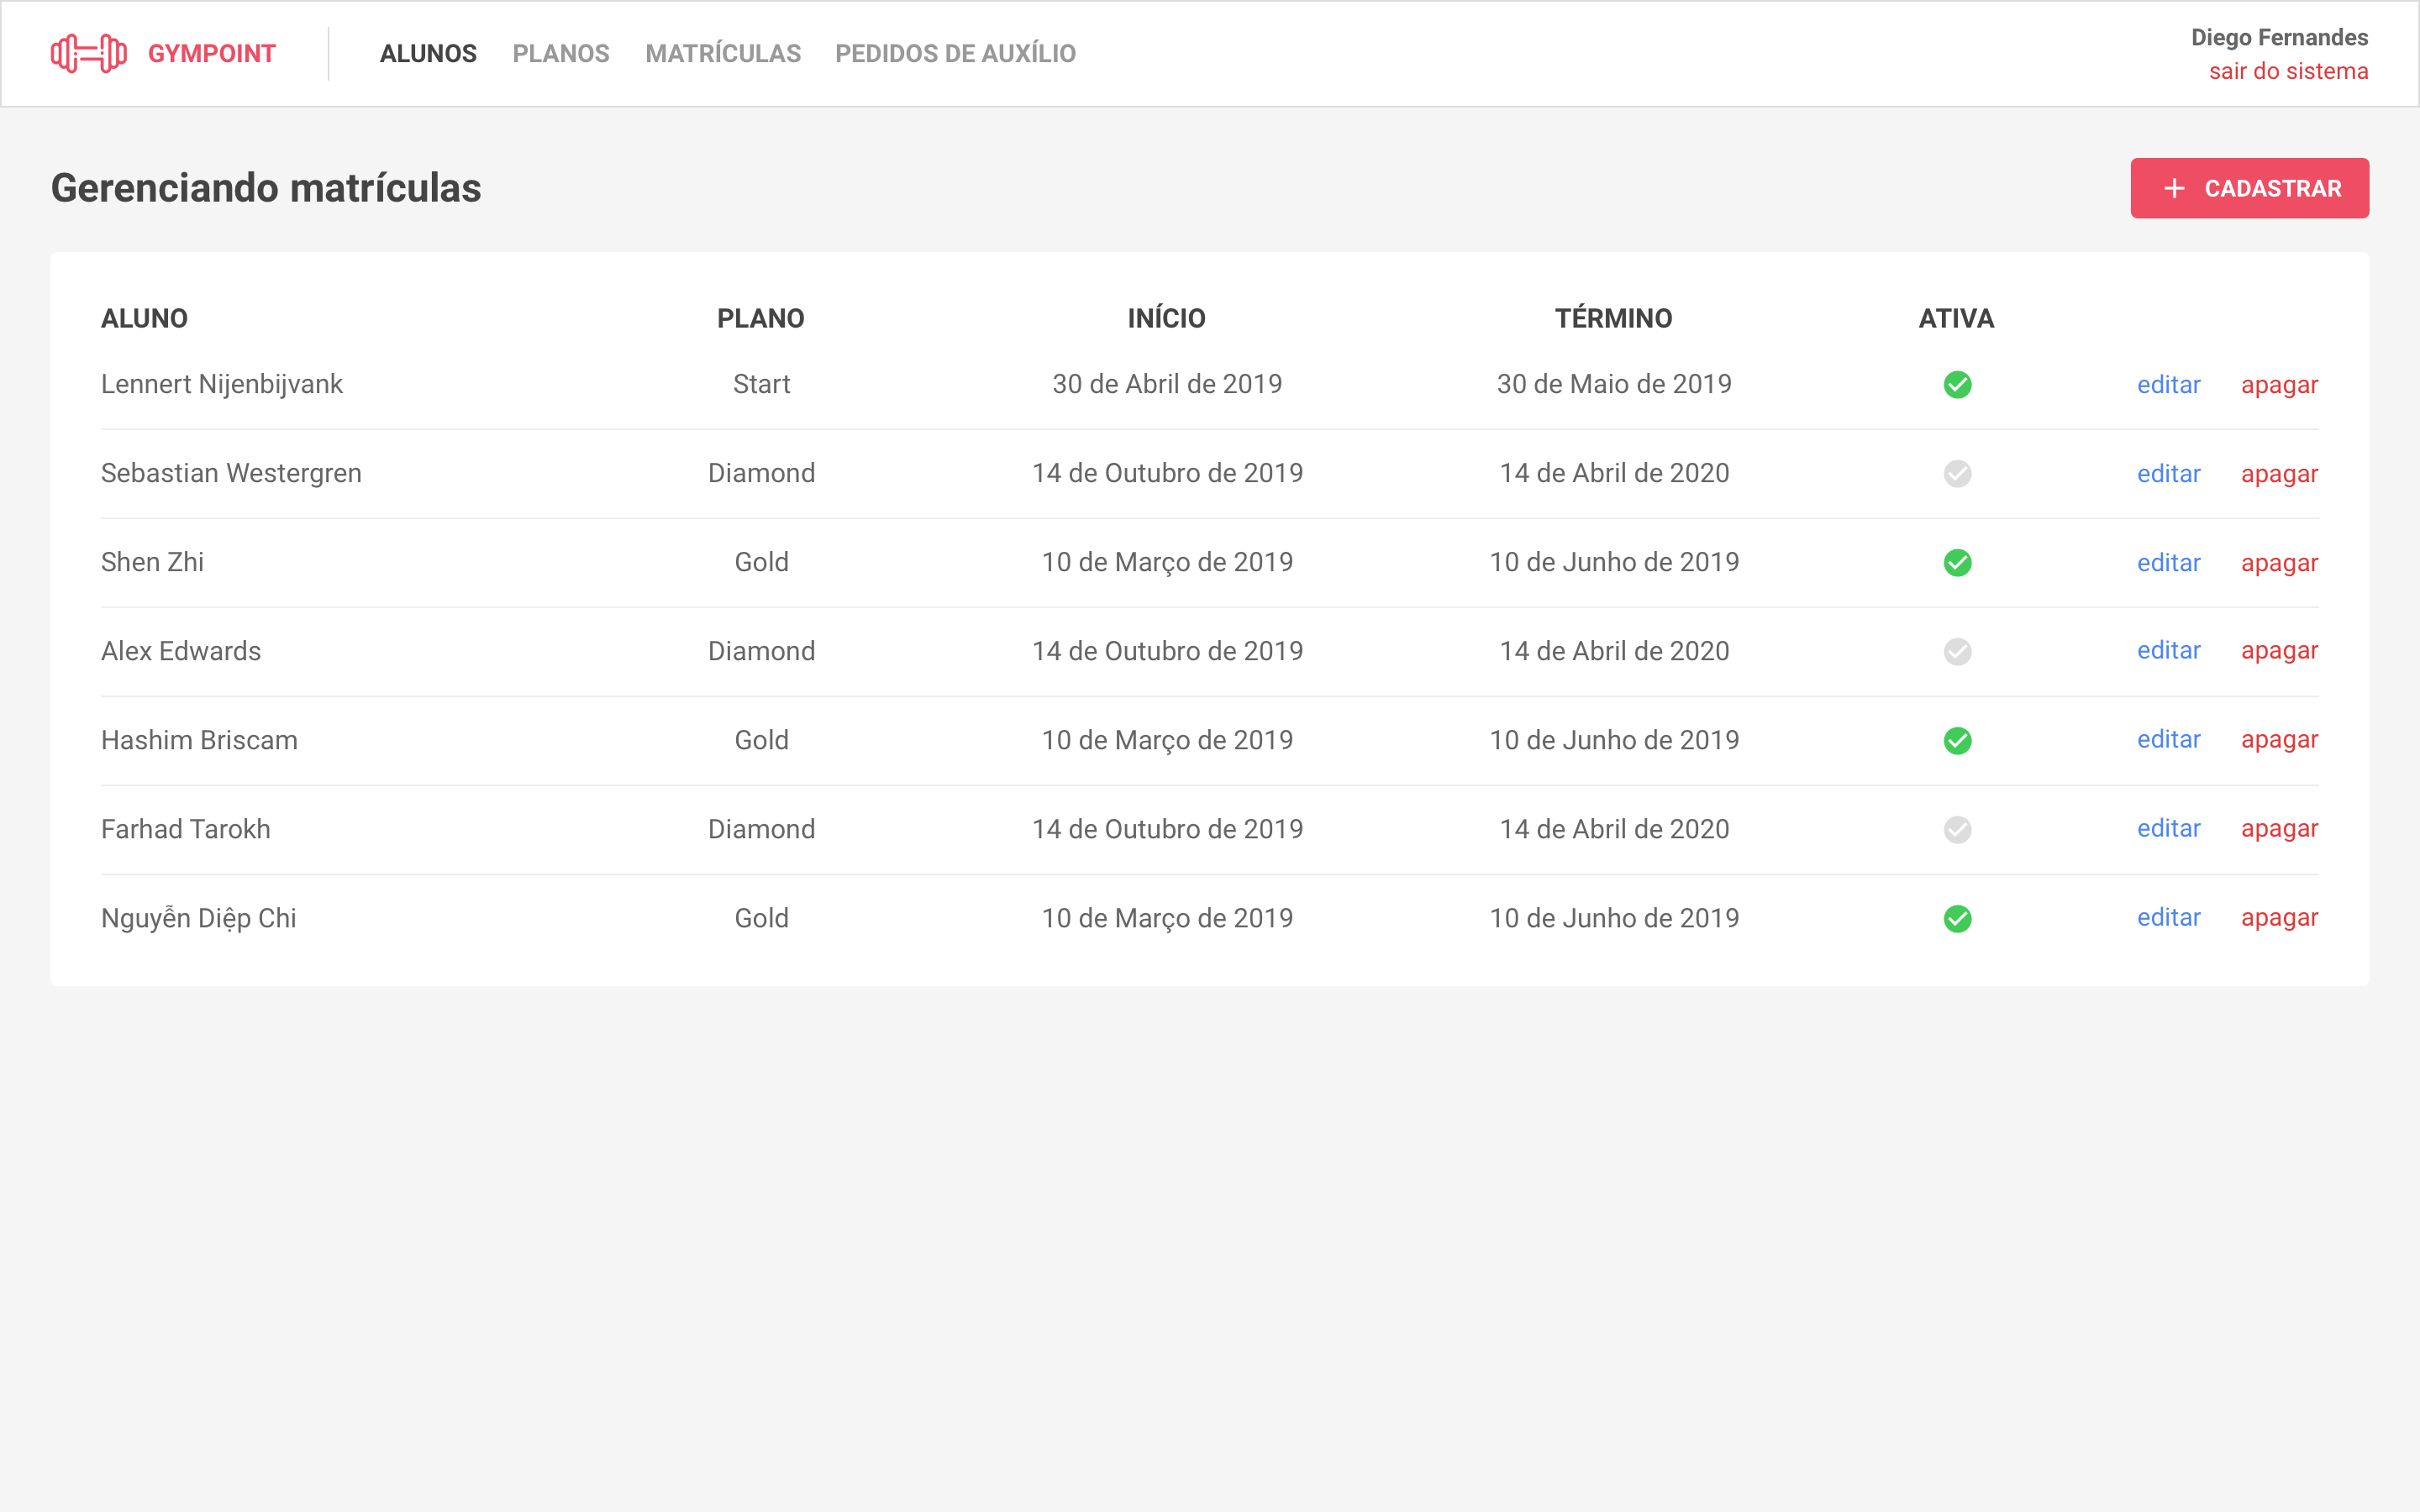 GYMPOINT ALUNOS PLANOS MATRÍCULAS PEDIDOS DE AUXÍLIO
Diego Fernandes
sair do sistema
Gerenciando matrículas
+ CADASTRAR
ALUNO PLANO INÍCIO TÉRMINO ATIVA
Lennert Nijenbijvank Start 30 de Abril de 2019 30 de Maio de 2019 editar apagar
Sebastian Westergren Diamond 14 de Outubro de 2019 14 de Abril de 2020 editar apagar
Shen Zhi Gold 10 de Março de 2019 10 de Junho de 2019 editar apagar
Alex Edwards Diamond 14 de Outubro de 2019 14 de Abril de 2020 editar apagar
Hashim Briscam Gold 10 de Março de 2019 10 de Junho de 2019 editar apagar
Farhad Tarokh Diamond 14 de Outubro de 2019 14 de Abril de 2020 editar apagar
Nguyễn Diệp Chi Gold 10 de Março de 2019 10 de Junho de 2019 editar apagar